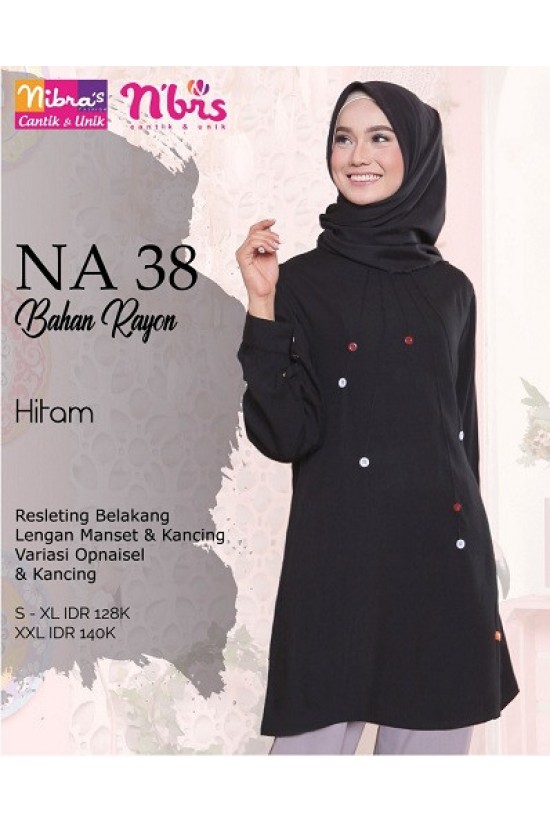 Nibra's
Fashion
Cantik & Unik
N'brs
cantik & unik
NA 38
Bahan Rayon
Hitam
Resleting Belakang
Lengan Manset & Kancing
Variasi Opnaisel
& Kancing
S - XL IDR 128K
XXL IDR 140K